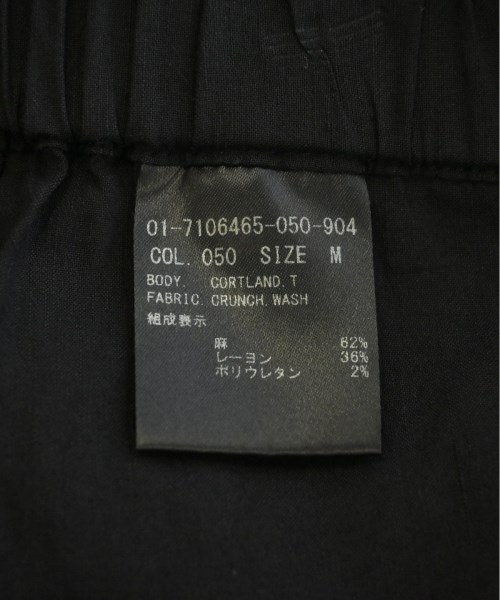 01-7106465-050-904
COL. 050 SIZE M
BODY. CORTLAND.T
FABRIC.CRUNCH.WASH
組成表示
麻 62%
レーヨン 36%
ポリウレタン 2%